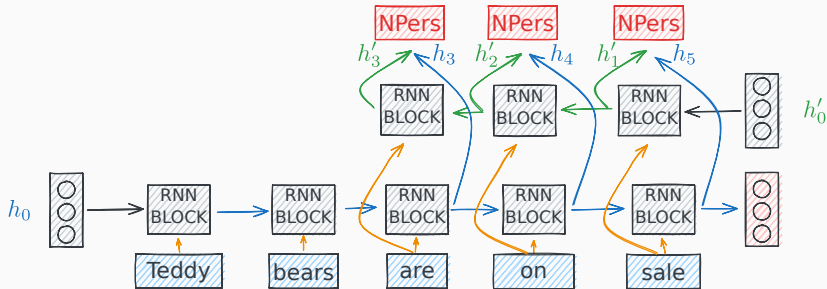 NPers NPers NPers
h′₃ h₃ h′₂ h₄ h′₁ h₅
RNN BLOCK RNN BLOCK RNN BLOCK h′₀
h₀ RNN BLOCK RNN BLOCK RNN BLOCK RNN BLOCK RNN BLOCK
Teddy bears are on sale